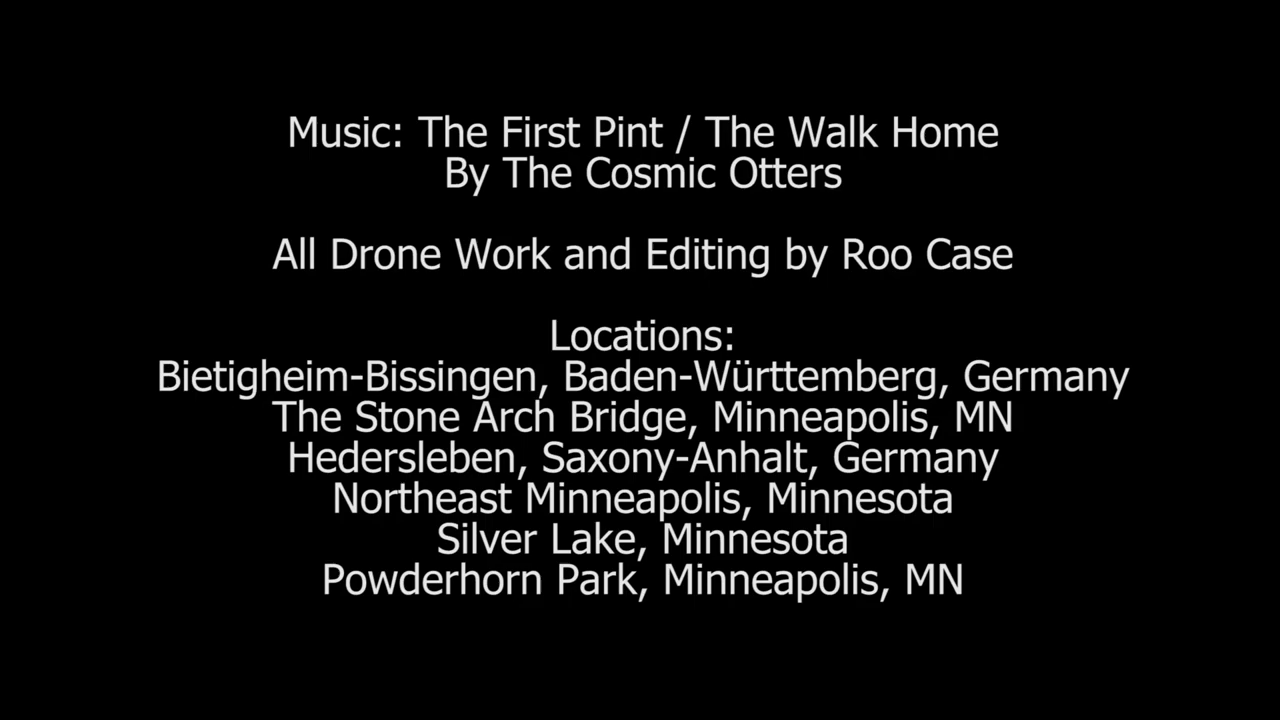 Music: The First Pint / The Walk Home
By The Cosmic Otters
All Drone Work and Editing by Roo Case
Locations:
Bietigheim-Bissingen, Baden-Württemberg, Germany
The Stone Arch Bridge, Minneapolis, MN
Hedersleben, Saxony-Anhalt, Germany
Northeast Minneapolis, Minnesota
Silver Lake, Minnesota
Powderhorn Park, Minneapolis, MN